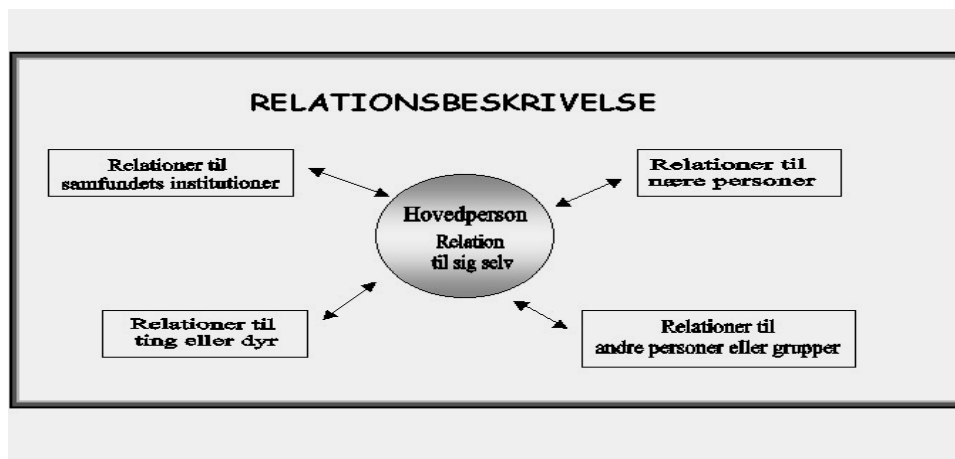 RELATIONSBESKRIVELSE
Relationer til
samfundets institutioner
Relationer til
nære personer
Hovedperson
Relation
til sig selv
Relationer til
ting eller dyr
Relationer til
andre personer eller grupper